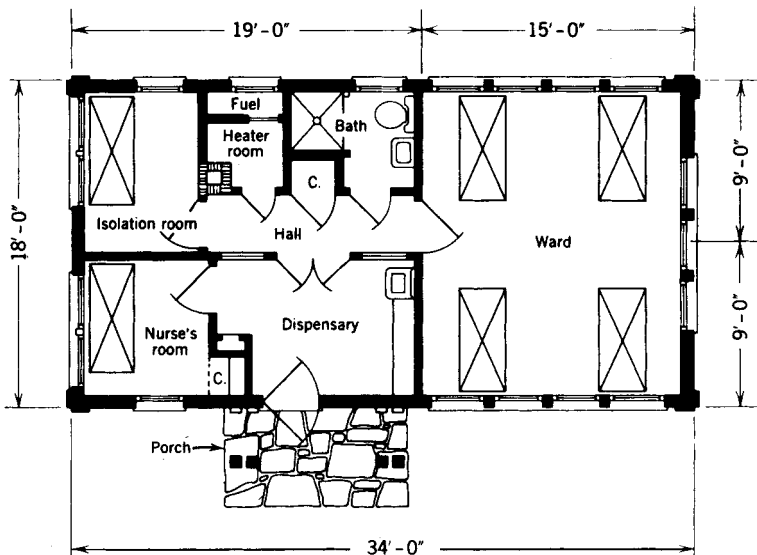 19'-0"
15'-0"
Fuel
Heater
room
Bath
C.
Isolation room
Hall
Ward
18'-0"
9'-0"
9'-0"
Nurse's
room
Dispensary
C.
Porch
34'-0"